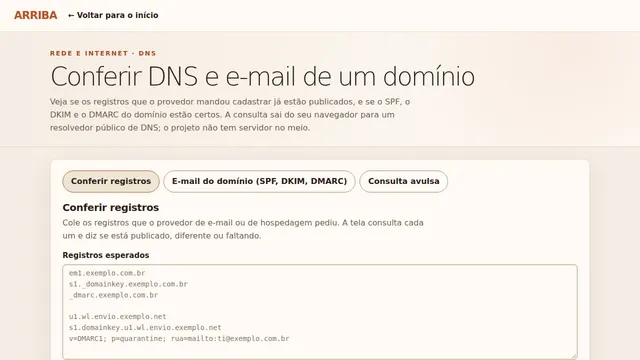 ARRIBA
← Voltar para o início
REDE E INTERNET · DNS
Conferir DNS e e-mail de um domínio
Veja se os registros que o provedor mandou cadastrar já estão publicados, e se o SPF, o
DKIM e o DMARC do domínio estão certos. A consulta sai do seu navegador para um
resolvedor público de DNS; o projeto não tem servidor no meio.
Conferir registros
E-mail do domínio (SPF, DKIM, DMARC)
Consulta avulsa
Conferir registros
Cole os registros que o provedor de e-mail ou de hospedagem pediu. A tela consulta cada
um e diz se está publicado, diferente ou faltando.
Registros esperados
em1.exemplo.com.br
s1._domainkey.exemplo.com.br
_dmarc.exemplo.com.br
u1.wl.envio.exemplo.net
s1.domainkey.u1.wl.envio.exemplo.net
v=DMARC1; p=quarantine; rua=mailto:ti@exemplo.com.br